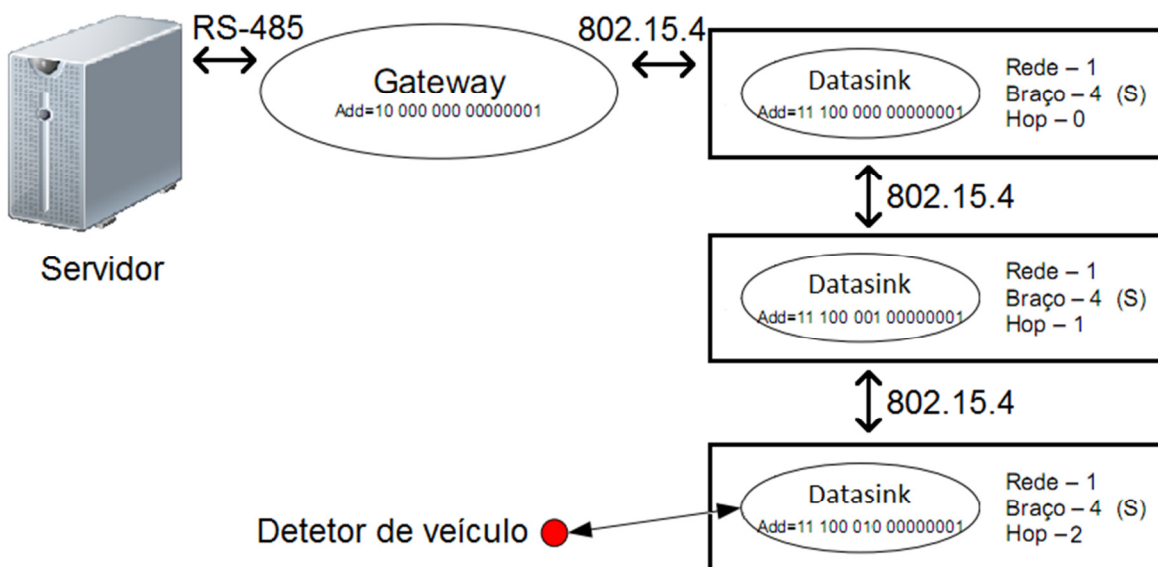 RS-485
802.15.4
Gateway
Add=10 000 000 00000001
Datasink
Add=11 100 000 00000001
Rede – 1
Braço – 4 (S)
Hop – 0
802.15.4
Servidor
Datasink
Add=11 100 001 00000001
Rede – 1
Braço – 4 (S)
Hop – 1
802.15.4
Detetor de veículo
Datasink
Add=11 100 010 00000001
Rede – 1
Braço – 4 (S)
Hop –2